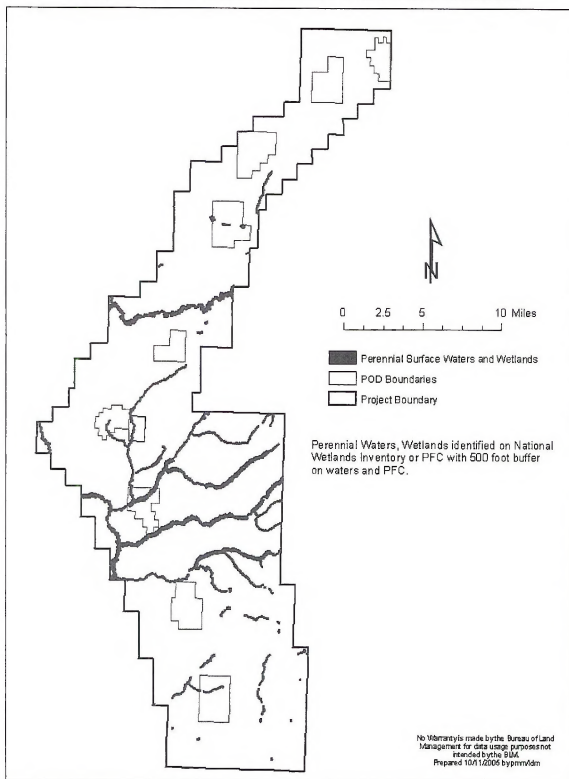 N
0 2.5 5 10 Miles
Perennial Surface Waters and Wetlands
POD Boundaries
Project Boundary
Perennial Waters, Wetlands identified on National
Wetlands Inventory or PFC with 500 foot buffer
on waters and PFC.
No Warranty is made by the Bureau of Land
Management for data usage purposes not
intended by the BLM.
Prepared 10/11/2006 by pmm/ldm